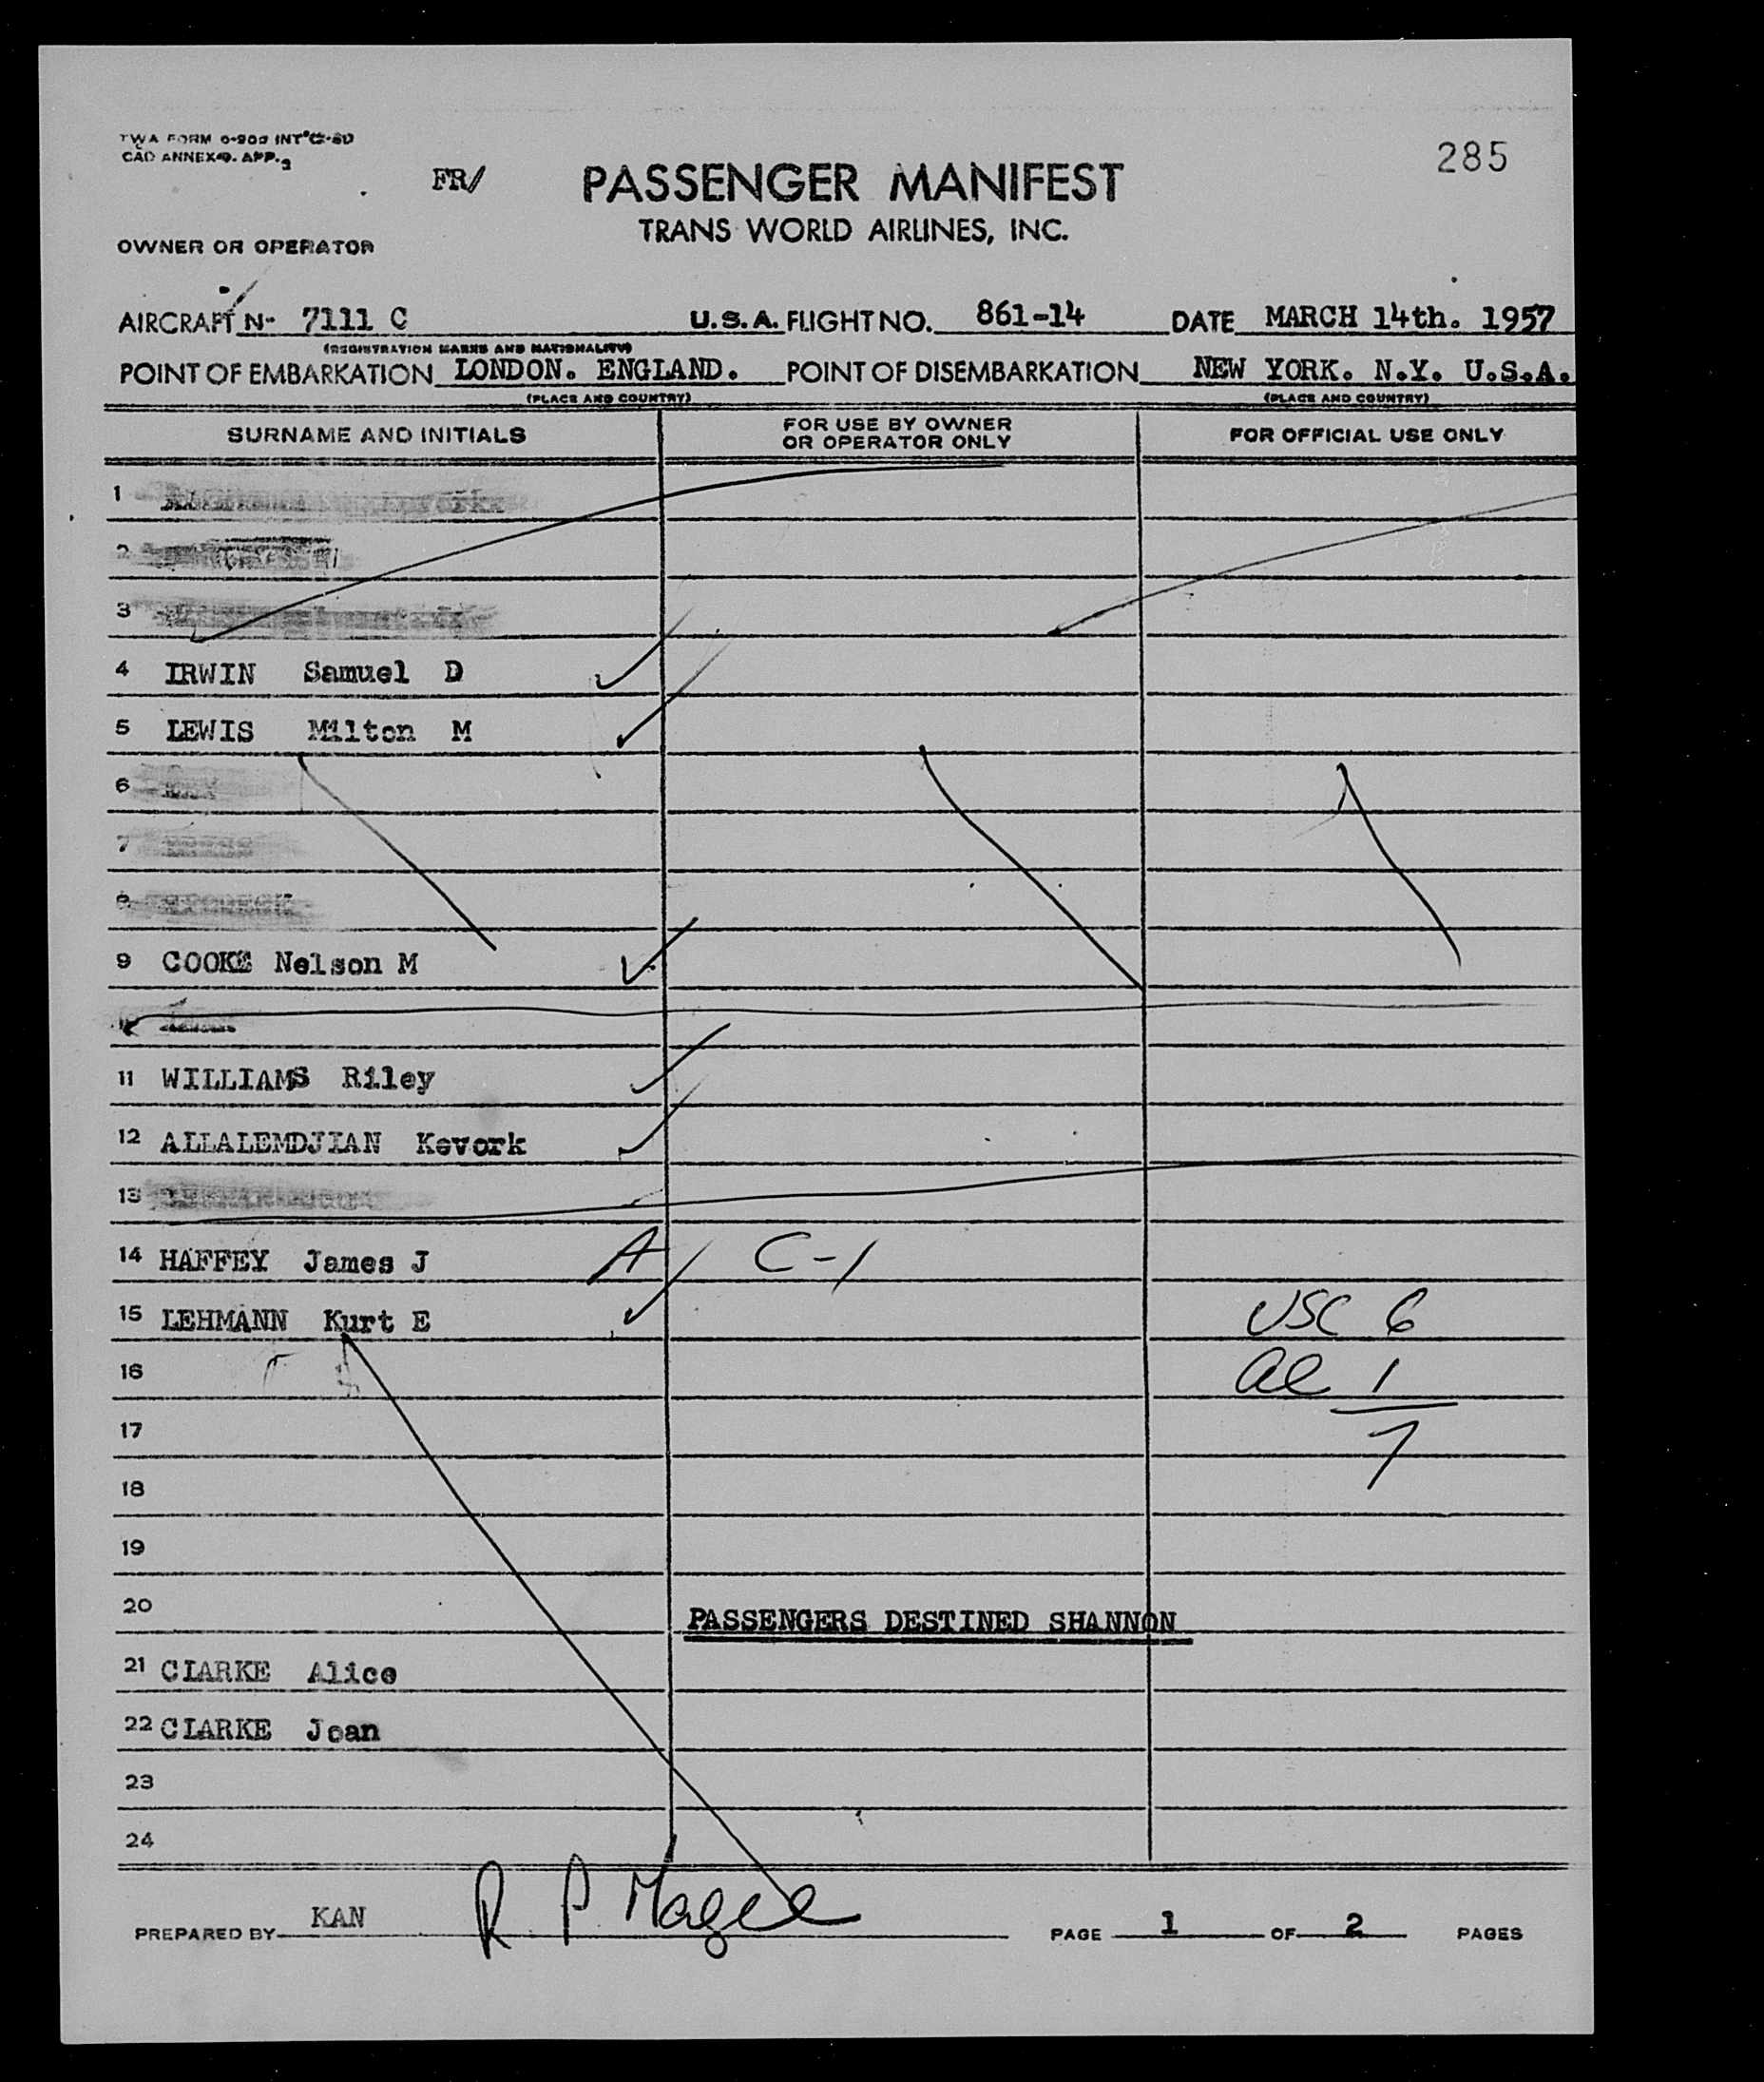 TWA FORM 0-900 INT'
CAO ANNEX 9. APP. 3
285
FR/
PASSENGER MANIFEST
TRANS WORLD AIRLINES, INC.
OWNER OR OPERATOR
AIRCRAFT N- 7111 C U.S.A. FLIGHT NO. 861-14 DATE MARCH 14th. 1957
(REGISTRATION MARKS AND NATIONALITY)
POINT OF EMBARKATION LONDON. ENGLAND. POINT OF DISEMBARKATION NEW YORK. N.Y. U.S.A.
(PLACE AND COUNTRY) (PLACE AND COUNTRY)
SURNAME AND INITIALS FOR USE BY OWNER OR OPERATOR ONLY FOR OFFICIAL USE ONLY
1
2
3
4 IRWIN Samuel D
5 LEWIS Milton M
6
7
8
9 COOKE Nelson M
11 WILLIAMS Riley
12 ALLALEMDJIAN Kevork
13
14 HAFFEY James J A C-1
15 LEHMANN Kurt E USC 6
16 al 1
17 7
18
19
20 PASSENGERS DESTINED SHANNON
21 CLARKE Alice
22 CLARKE Joan
23
24
PREPARED BY KAN R P Magee PAGE 1 OF 2 PAGES